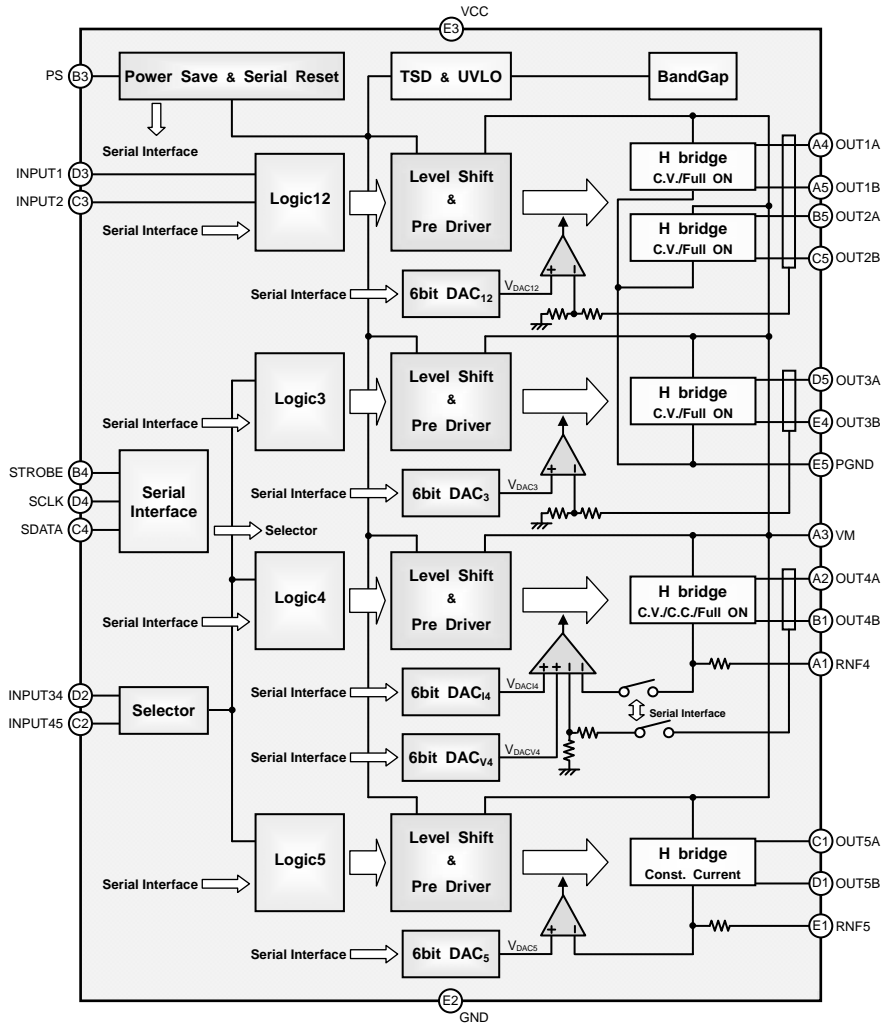 VCC
E3
PS B3 Power Save & Serial Reset TSD & UVLO BandGap
Serial Interface
INPUT1 D3
INPUT2 C3
Logic12
Level Shift
&
Pre Driver
H bridge
C.V./Full ON
A4 OUT1A
A5 OUT1B
H bridge
C.V./Full ON
B5 OUT2A
C5 OUT2B
Serial Interface
+ –
Serial Interface 6bit DAC12 VDAC12
Logic3
Level Shift
&
Pre Driver
H bridge
C.V./Full ON
D5 OUT3A
E4 OUT3B
Serial Interface
+ –
E5 PGND
Serial Interface 6bit DAC3 VDAC3
STROBE B4
SCLK D4
SDATA C4
Serial
Interface
Selector
A3 VM
Logic4
Level Shift
&
Pre Driver
H bridge
C.V./C.C./Full ON
A2 OUT4A
B1 OUT4B
Serial Interface
+ + – –
A1 RNF4
Serial Interface 6bit DACI4 VDACI4
Serial Interface
INPUT34 D2
INPUT45 C2
Selector
Serial Interface 6bit DACV4 VDACV4
Logic5
Level Shift
&
Pre Driver
H bridge
Const. Current
C1 OUT5A
D1 OUT5B
Serial Interface
+ –
E1 RNF5
Serial Interface 6bit DAC5 VDAC5
E2
GND